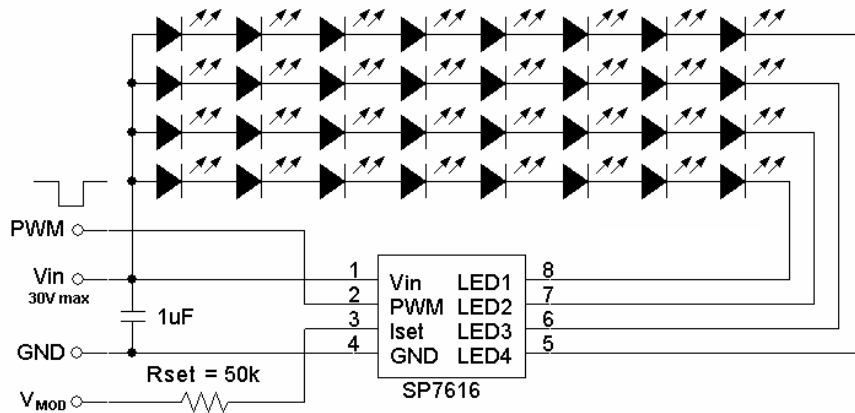 PWM
Vin
30V max
1uF
GND
Rset = 50k
VMOD
1 Vin LED1 8
2 PWM LED2 7
3 Iset LED3 6
4 GND LED4 5
SP7616